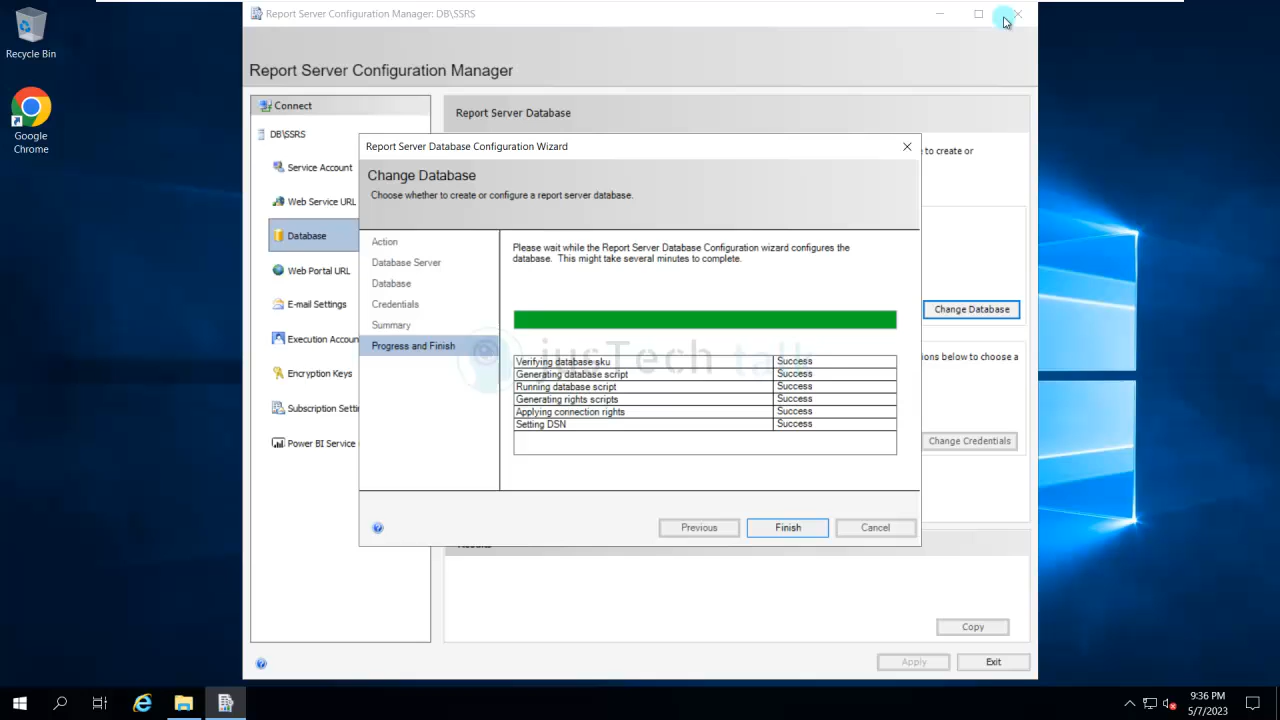 Report Server Configuration Manager: DB\SSRS
Recycle Bin
Google
Chrome
Report Server Configuration Manager
Connect
DB\SSRS
Service Account
Web Service URL
Database
Web Portal URL
E-mail Settings
Execution Accoun
Encryption Keys
Subscription Settin
Power BI Service
Report Server Database
to create or
Change Database
ions below to choose a
Change Credentials
Report Server Database Configuration Wizard
Change Database
Choose whether to create or configure a report server database.
Action
Database Server
Database
Credentials
Summary
Progress and Finish
Please wait while the Report Server Database Configuration wizard configures the
database. This might take several minutes to complete.
jusTech talk
Verifying database sku Success
Generating database script Success
Running database script Success
Generating rights scripts Success
Applying connection rights Success
Setting DSN Success
Previous Finish Cancel
Copy
Apply Exit
9:36 PM
5/7/2023